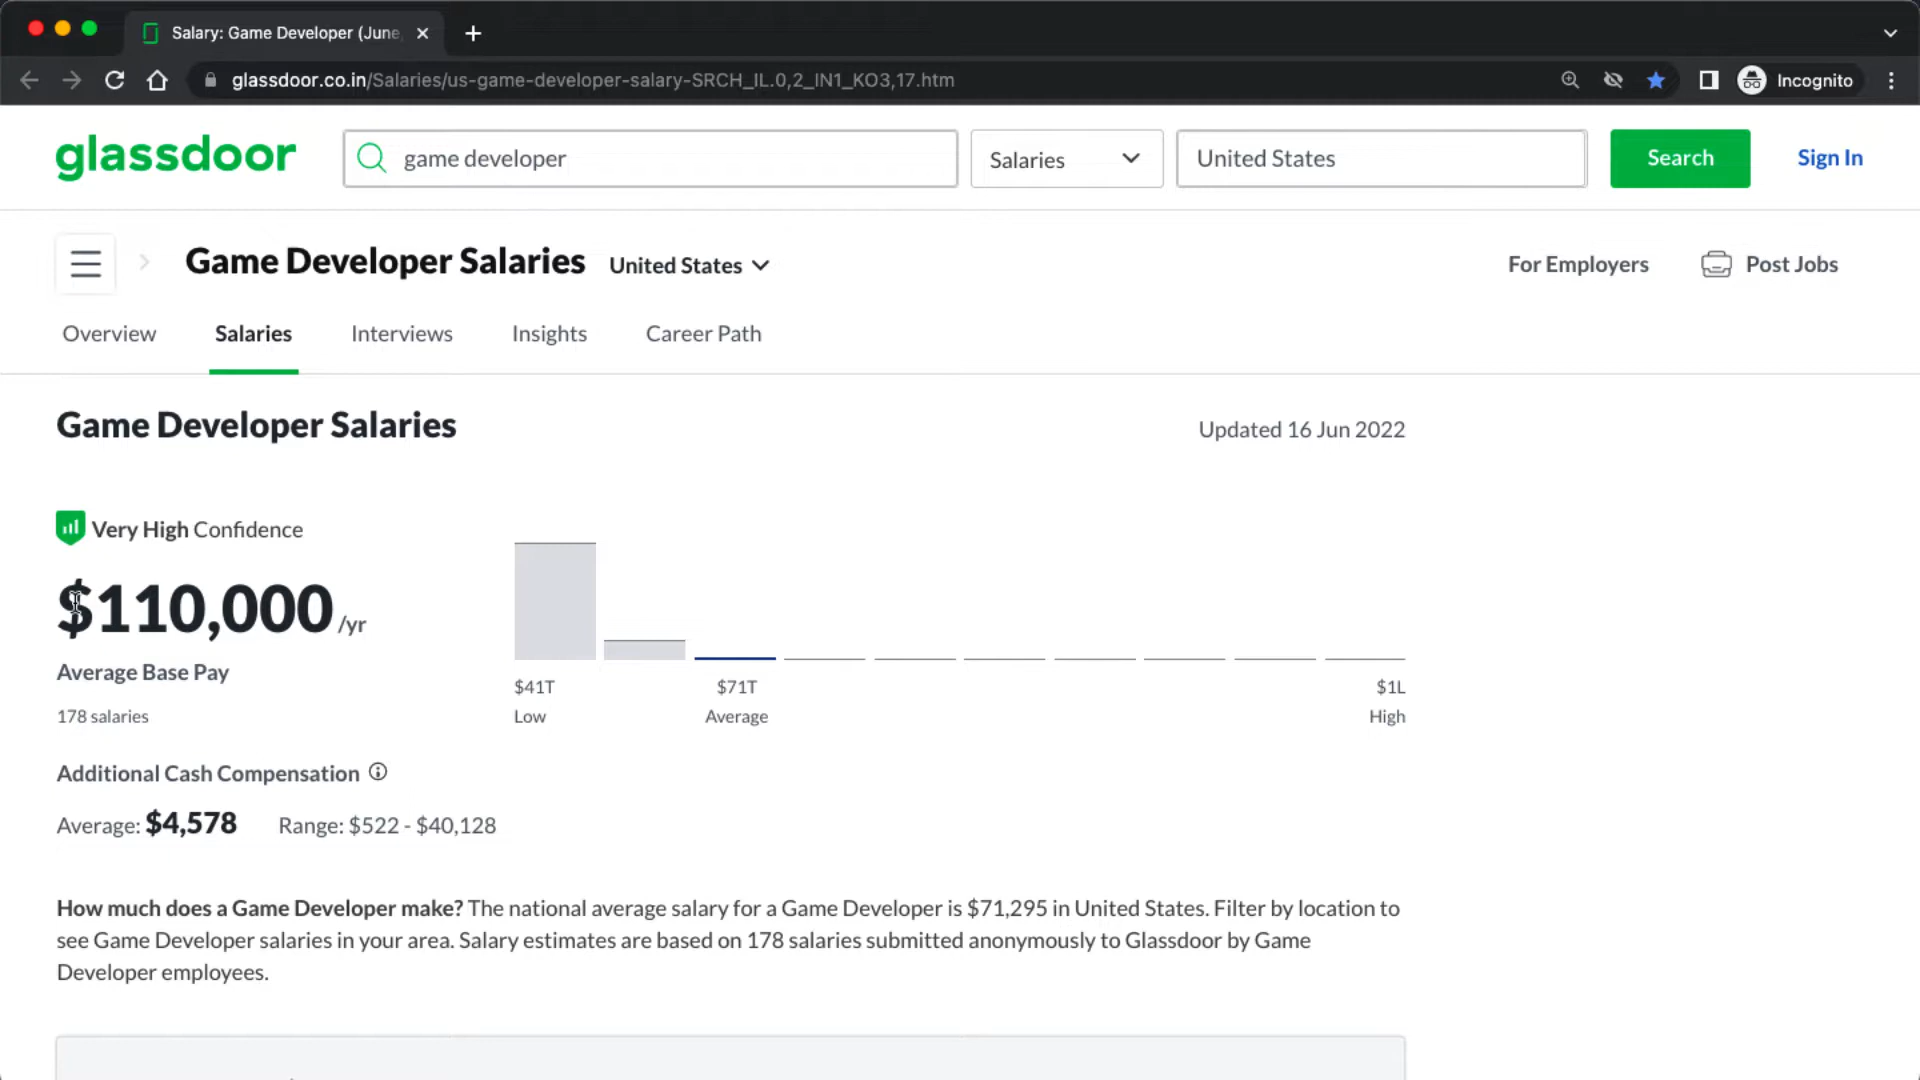 Salary: Game Developer (June,
glassdoor.co.in/Salaries/us-game-developer-salary-SRCH_IL.0,2_IN1_KO3,17.htm
Incognito
glassdoor
game developer
Salaries
United States
Search
Sign In
Game Developer Salaries
United States
For Employers
Post Jobs
Overview
Salaries
Interviews
Insights
Career Path
Game Developer Salaries
Updated 16 Jun 2022
Very High Confidence
$110,000 /yr
Average Base Pay
178 salaries
$41T
Low
$71T
Average
$1L
High
Additional Cash Compensation
Average: $4,578
Range: $522 - $40,128
How much does a Game Developer make? The national average salary for a Game Developer is $71,295 in United States. Filter by location to
see Game Developer salaries in your area. Salary estimates are based on 178 salaries submitted anonymously to Glassdoor by Game
Developer employees.